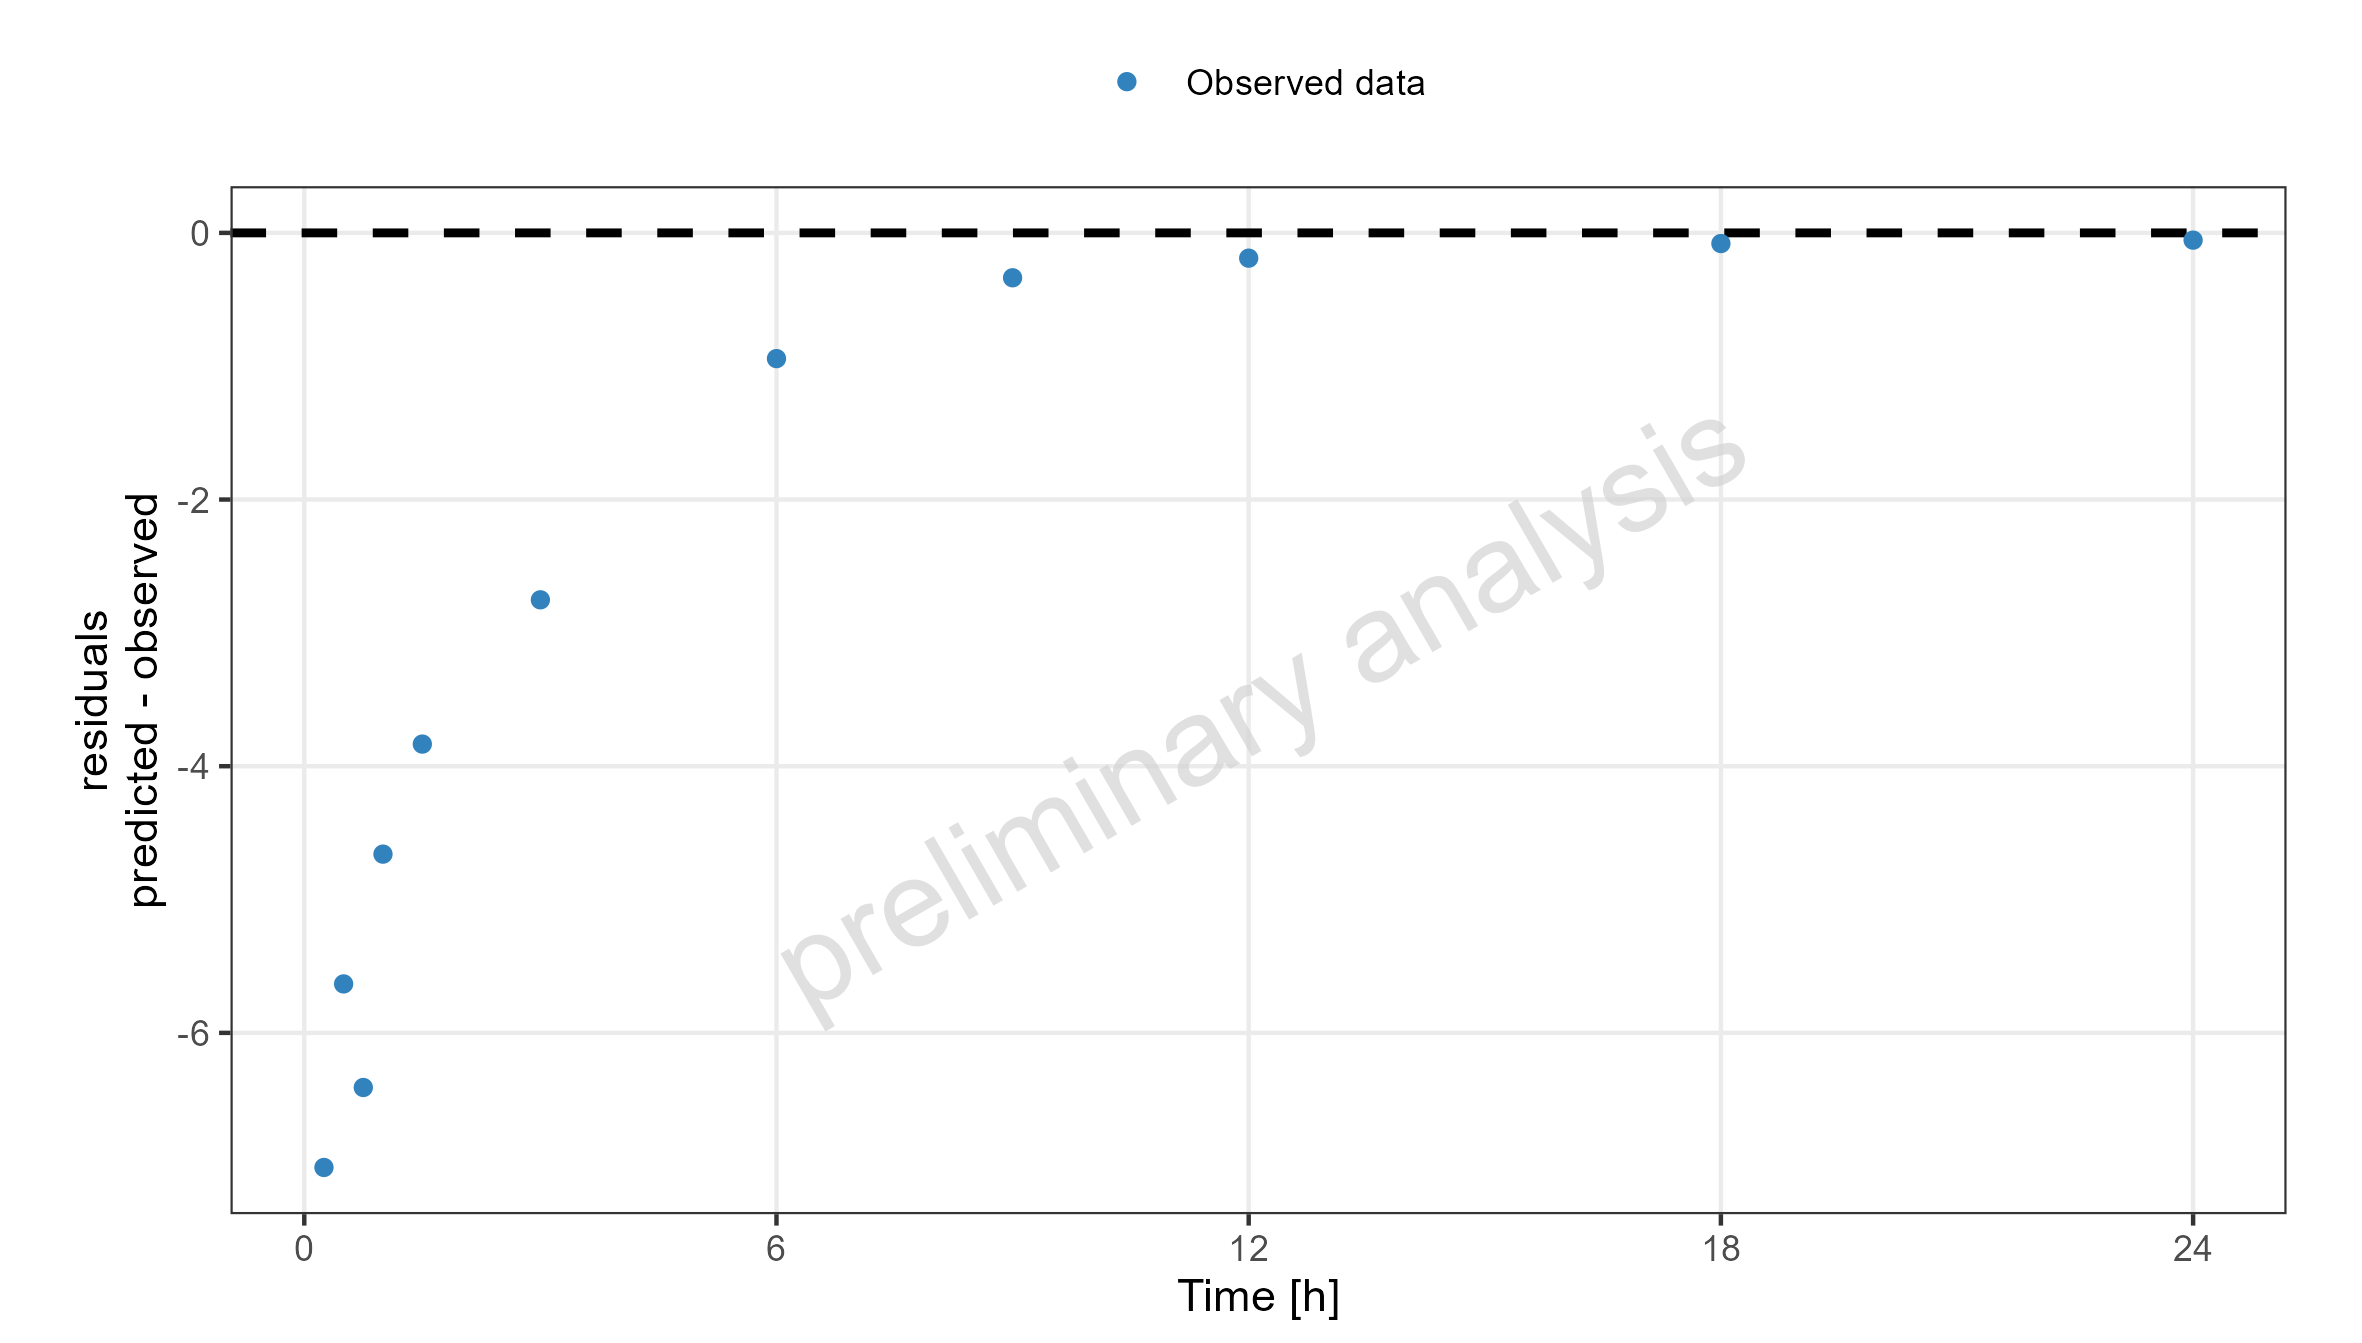 Observed data
0
-2
-4
-6
residuals
predicted - observed
preliminary analysis
0
6
12
18
24
Time [h]